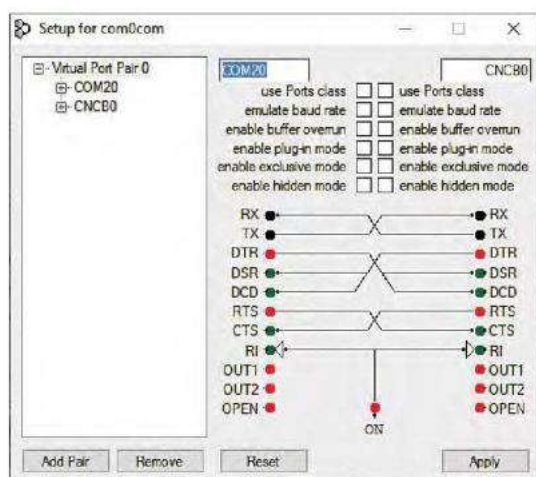 Setup for com0com
Virtual Port Pair 0
COM20
CNCB0
COM20 CNCB0
use Ports class use Ports class
emulate baud rate emulate baud rate
enable buffer overrun enable buffer overrun
enable plug-in mode enable plug-in mode
enable exclusive mode enable exclusive mode
enable hidden mode enable hidden mode
RX RX
TX TX
DTR DTR
DSR DSR
DCD DCD
RTS RTS
CTS CTS
RI RI
OUT1 OUT1
OUT2 OUT2
OPEN OPEN
ON
Add Pair Remove Reset Apply